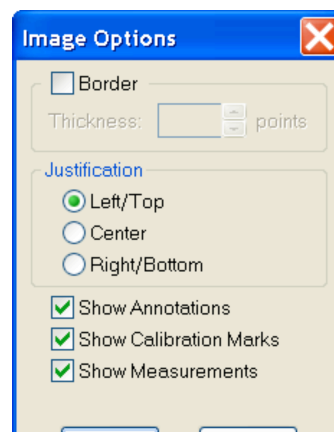 Image Options
Border
Thickness: points
Justification
Left/Top
Center
Right/Bottom
Show Annotations
Show Calibration Marks
Show Measurements